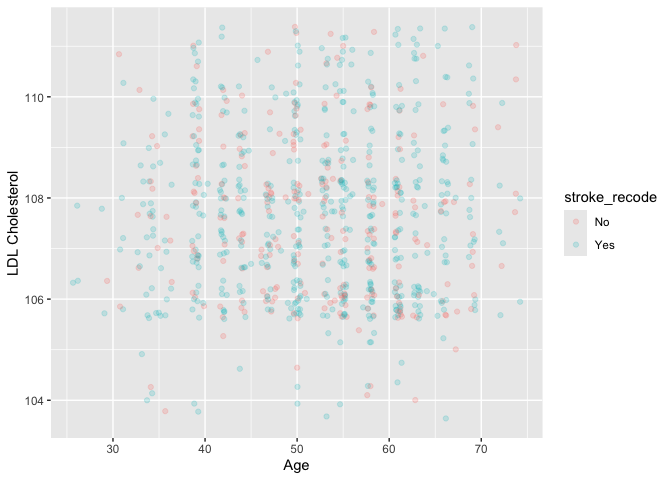 110
108
106
104
LDL Cholesterol
30 40 50 60 70
Age
stroke_recode
No
Yes